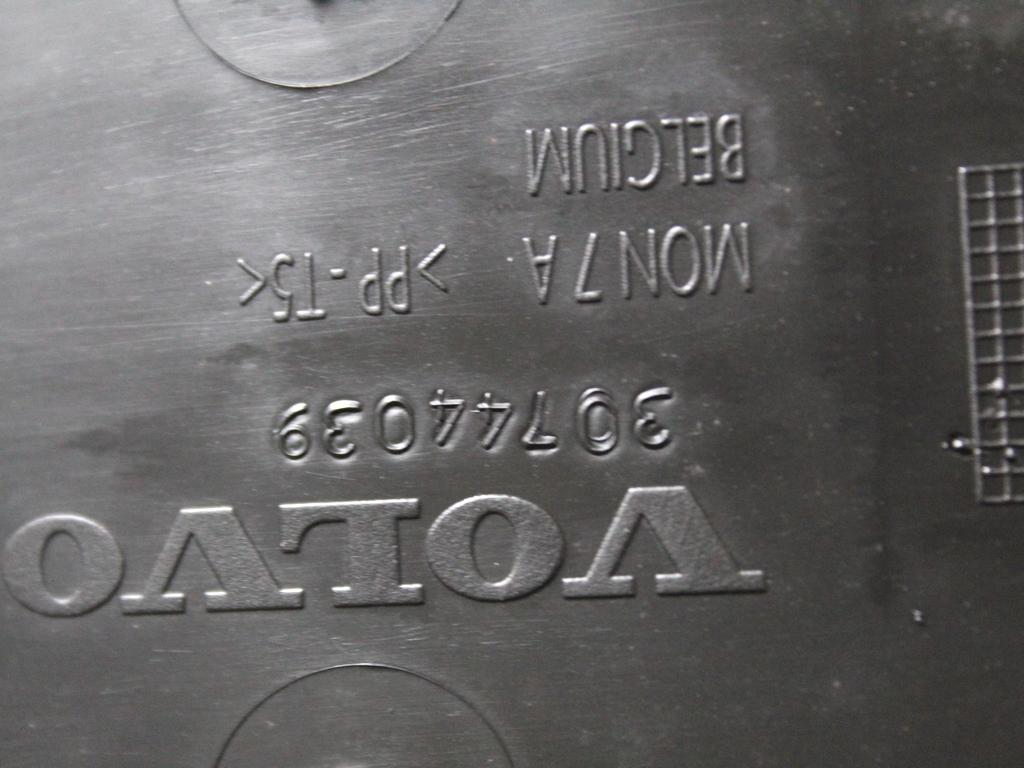 VOLVO
30744039
MON7A >PP-T5<
BELGIUM